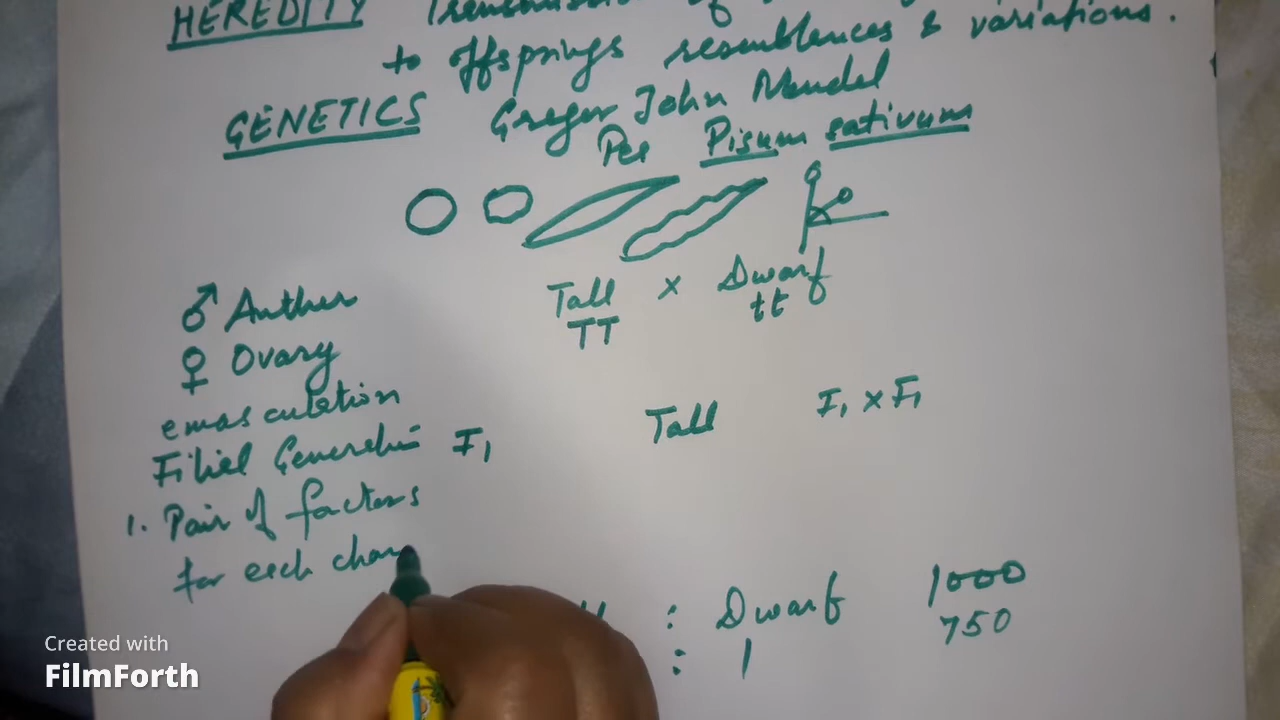 HEREDITY
to offsprings resemblences & variations.
GENETICS Gregor John Mendel
Pea Pisum sativum
♂ Anther
Tall x Dwarf
TT tt
♀ Ovary
emasculation
Tall F1 x F1
Filial Generation F1
1. Pair of factors
for each char
: Dwarf 1000
: 1 750
Created with
FilmForth